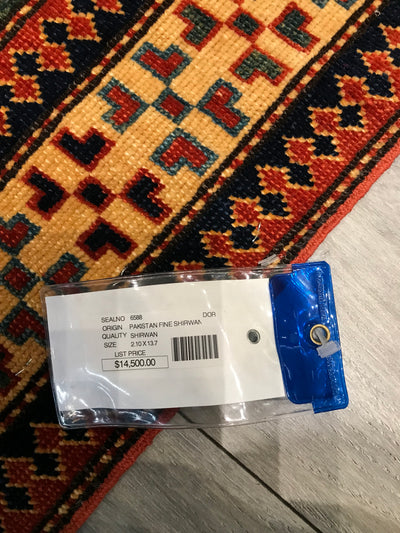 SEALNO 6588 DOR
ORIGIN PAKISTAN FINE SHIRWAN
QUALITY SHIRWAN
SIZE 2.10 X 13.7
LIST PRICE
$14,500.00